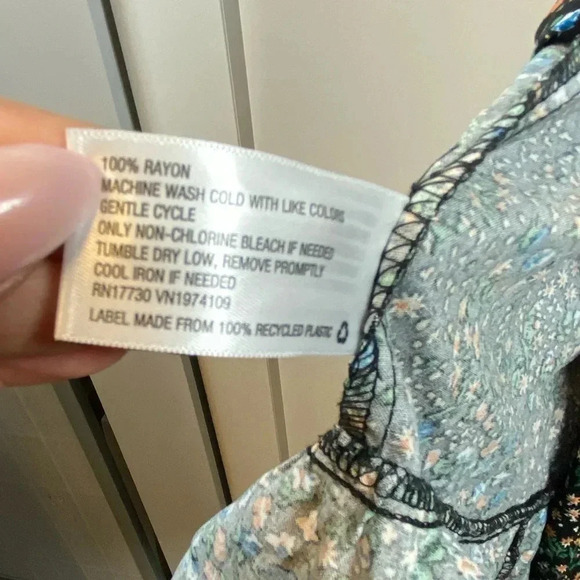 100% RAYON
MACHINE WASH COLD WITH LIKE COLORS
GENTLE CYCLE
ONLY NON-CHLORINE BLEACH IF NEEDED
TUMBLE DRY LOW, REMOVE PROMPTLY
COOL IRON IF NEEDED
RN17730 VN1974109
LABEL MADE FROM 100% RECYCLED PLASTIC